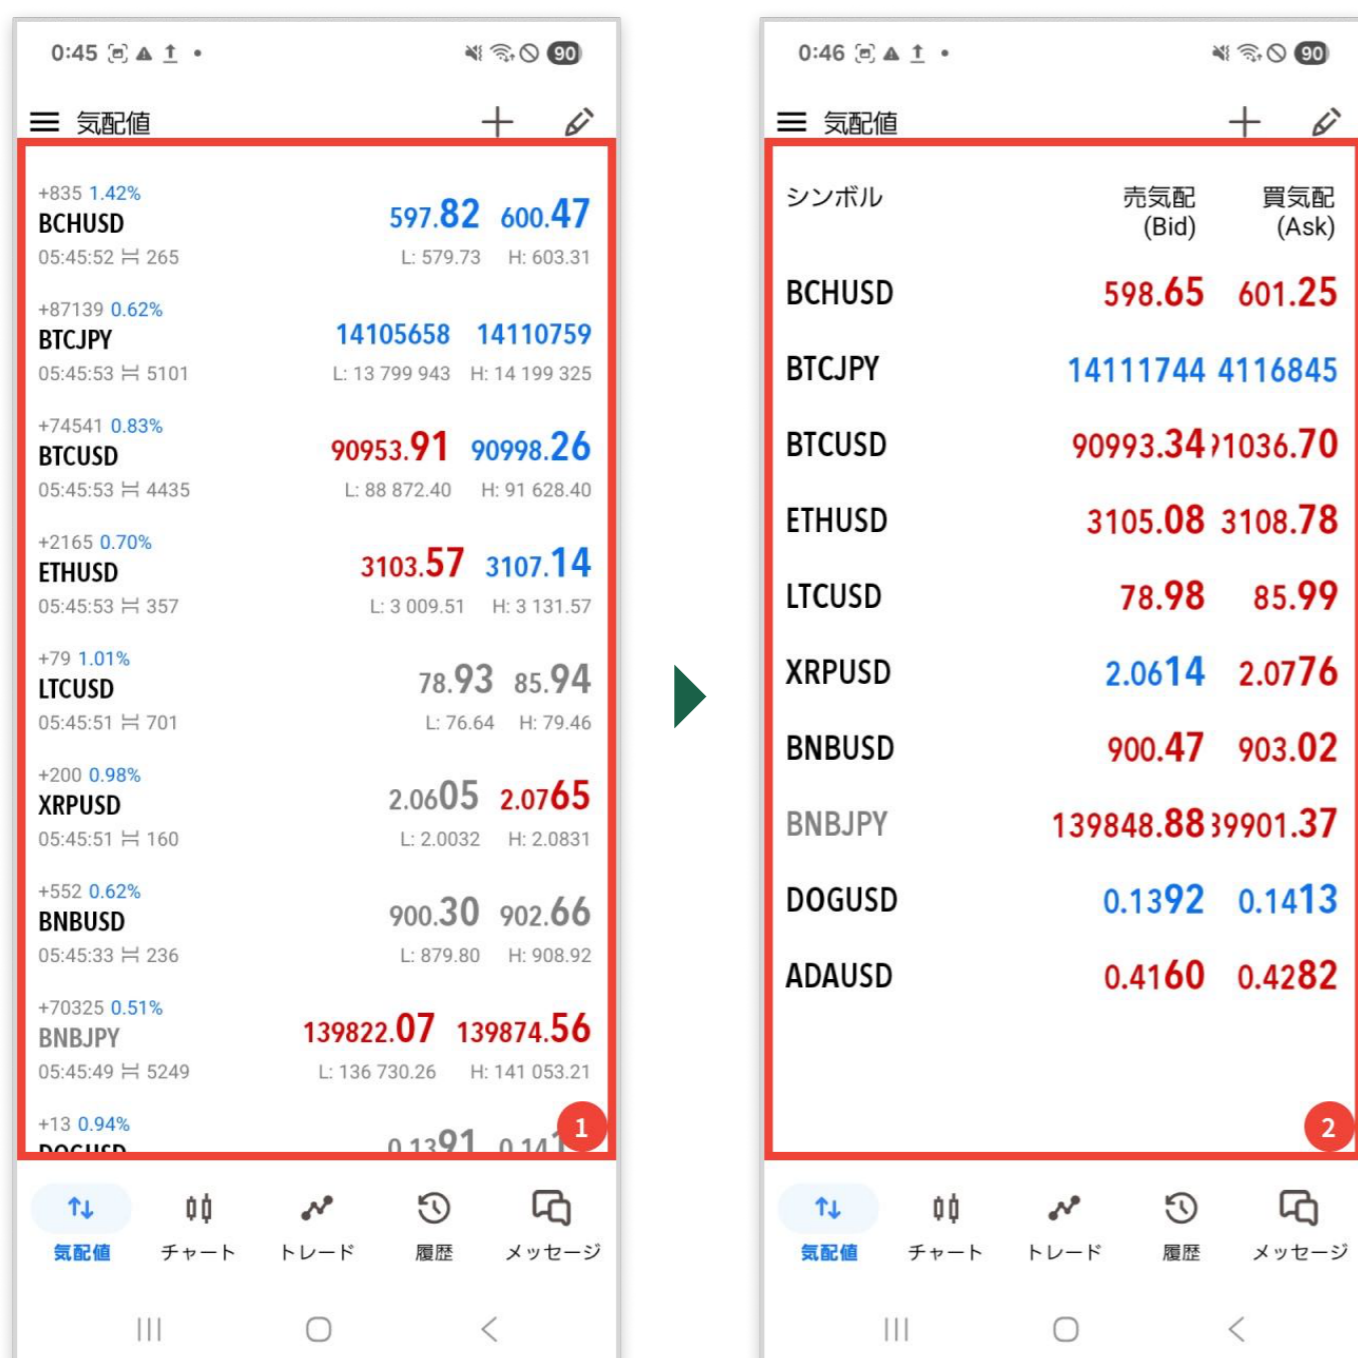 0:45
90
気配値
+835 1.42%
BCHUSD
597.82 600.47
05:45:52 265
L: 579.73 H: 603.31
+87139 0.62%
BTCJPY
14105658 14110759
05:45:53 5101
L: 13 799 943 H: 14 199 325
+74541 0.83%
BTCUSD
90953.91 90998.26
05:45:53 4435
L: 88 872.40 H: 91 628.40
+2165 0.70%
ETHUSD
3103.57 3107.14
05:45:53 357
L: 3 009.51 H: 3 131.57
+79 1.01%
LTCUSD
78.93 85.94
05:45:51 701
L: 76.64 H: 79.46
+200 0.98%
XRPUSD
2.0605 2.0765
05:45:51 160
L: 2.0032 H: 2.0831
+552 0.62%
BNBUSD
900.30 902.66
05:45:33 236
L: 879.80 H: 908.92
+70325 0.51%
BNBJPY
139822.07 139874.56
05:45:49 5249
L: 136 730.26 H: 141 053.21
+13 0.94%
DOGUSD
0.1391
1
気配値 チャート トレード 履歴 メッセージ
0:46
90
気配値
シンボル 売気配 (Bid) 買気配 (Ask)
BCHUSD 598.65 601.25
BTCJPY 14111744 4116845
BTCUSD 90993.34 1036.70
ETHUSD 3105.08 3108.78
LTCUSD 78.98 85.99
XRPUSD 2.0614 2.0776
BNBUSD 900.47 903.02
BNBJPY 139848.88 39901.37
DOGUSD 0.1392 0.1413
ADAUSD 0.4160 0.4282
2
気配値 チャート トレード 履歴 メッセージ